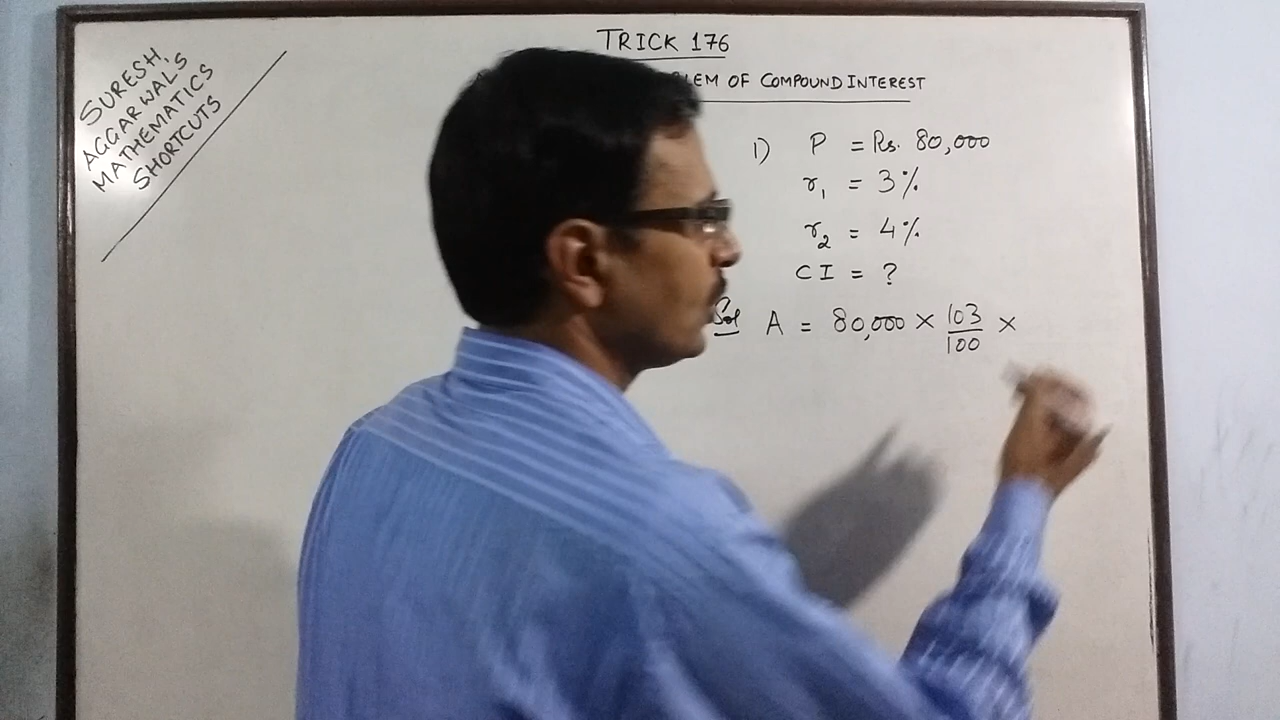 SURESH
AGGARWAL'S
MATHEMATICS
SHORTCUTS
TRICK 176
OF COMPOUND INTEREST
1) P = Rs. 80,000
r₁ = 3%
r₂ = 4%
CI = ?
Sol A = 80,000 × 103/100 ×